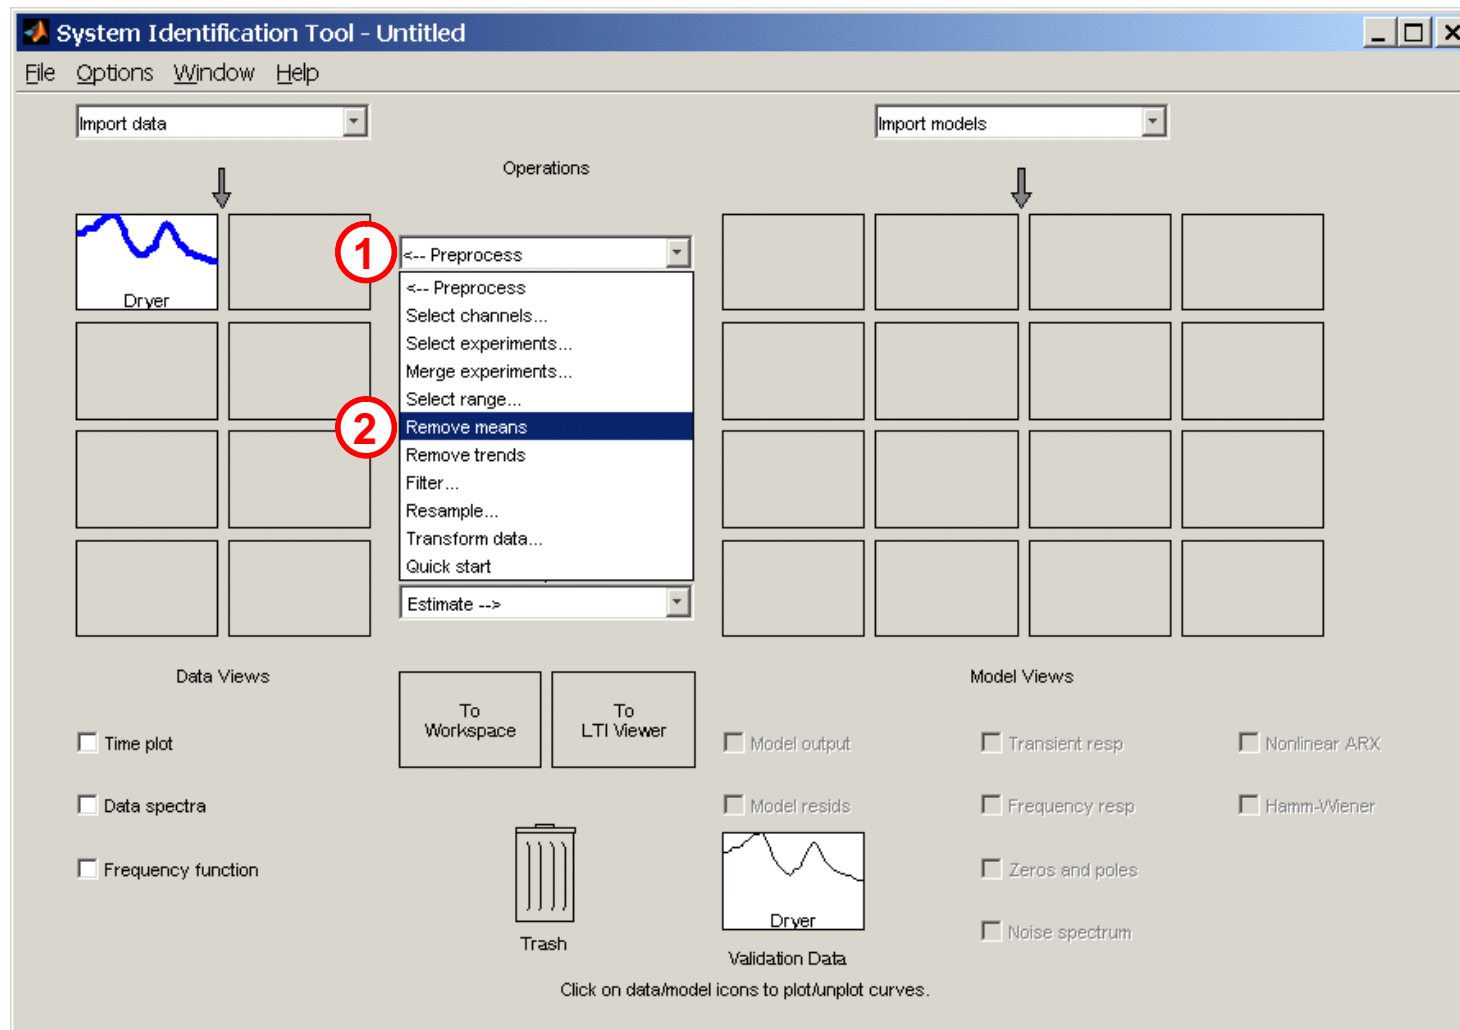 System Identification Tool - Untitled
File Options Window Help
Import data
Import models
Operations
1
<-- Preprocess
Dryer
<-- Preprocess
Select channels...
Select experiments...
Merge experiments...
Select range...
2
Remove means
Remove trends
Filter...
Resample...
Transform data...
Quick start
Estimate -->
Data Views
Model Views
To
Workspace
To
LTI Viewer
Time plot
Model output
Transient resp
Nonlinear ARX
Data spectra
Model resids
Frequency resp
Hamm-Wiener
Frequency function
Zeros and poles
Dryer
Noise spectrum
Trash
Validation Data
Click on data/model icons to plot/unplot curves.